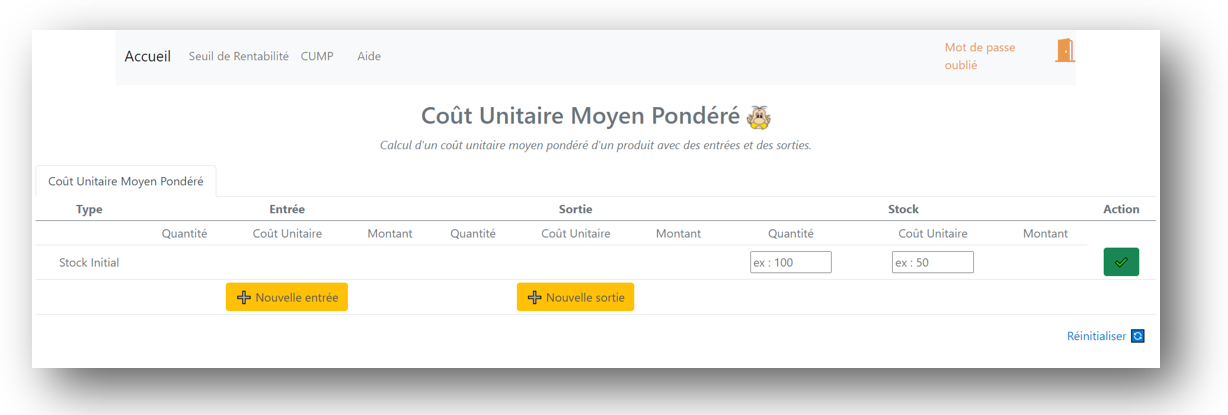 Accueil Seuil de Rentabilité CUMP Aide Mot de passe
oublié
Coût Unitaire Moyen Pondéré
Calcul d'un coût unitaire moyen pondéré d'un produit avec des entrées et des sorties.
Coût Unitaire Moyen Pondéré
Type Entrée Sortie Stock Action
Quantité Coût Unitaire Montant Quantité Coût Unitaire Montant Quantité Coût Unitaire Montant
Stock Initial ex : 100 ex : 50
Nouvelle entrée Nouvelle sortie
Réinitialiser